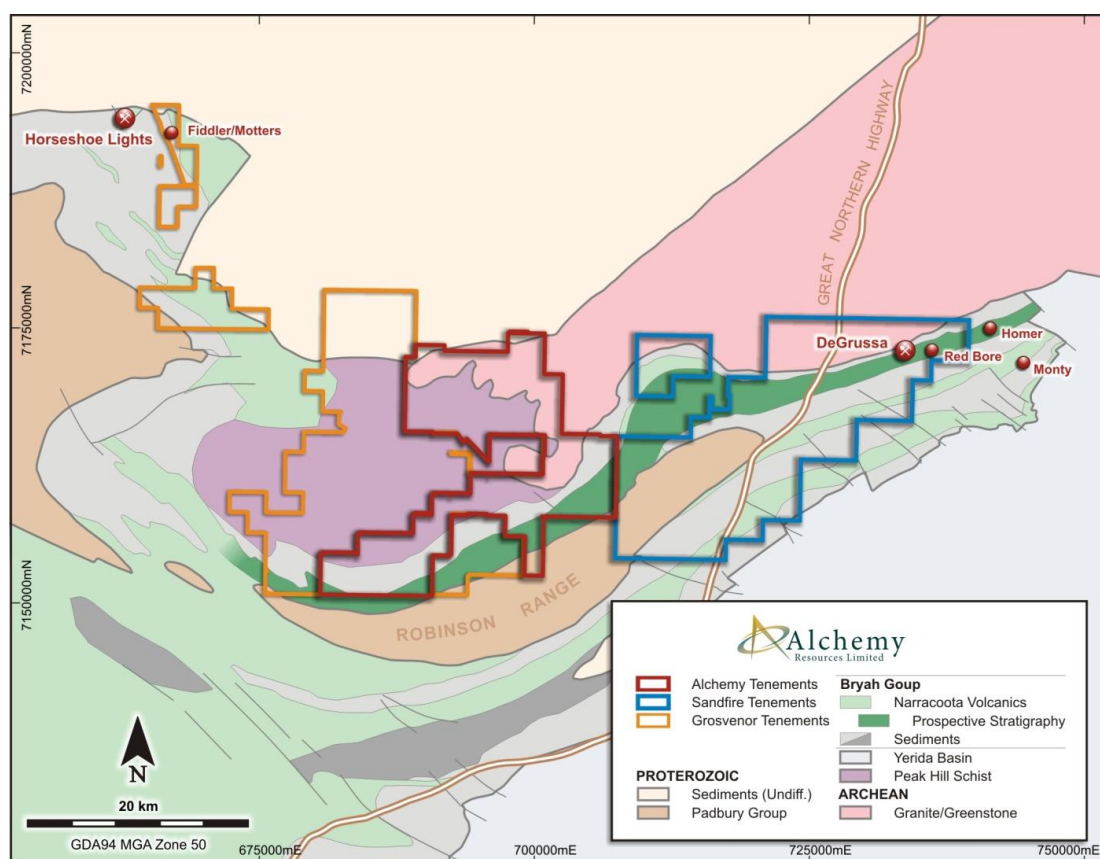 7200000mN
7175000mN
7150000mN
Horseshoe Lights
Fiddler/Motters
GREAT NORTHERN HIGHWAY
DeGrussa
Homer
Red Bore
Monty
ROBINSON RANGE
N
20 km
GDA94 MGA Zone 50
675000mE
700000mE
725000mE
750000mE
Alchemy
Resources Limited
Alchemy Tenements
Sandfire Tenements
Grosvenor Tenements
PROTEROZOIC
Sediments (Undiff.)
Padbury Group
Bryah Goup
Narracoota Volcanics
Prospective Stratigraphy
Sediments
Yerida Basin
Peak Hill Schist
ARCHEAN
Granite/Greenstone